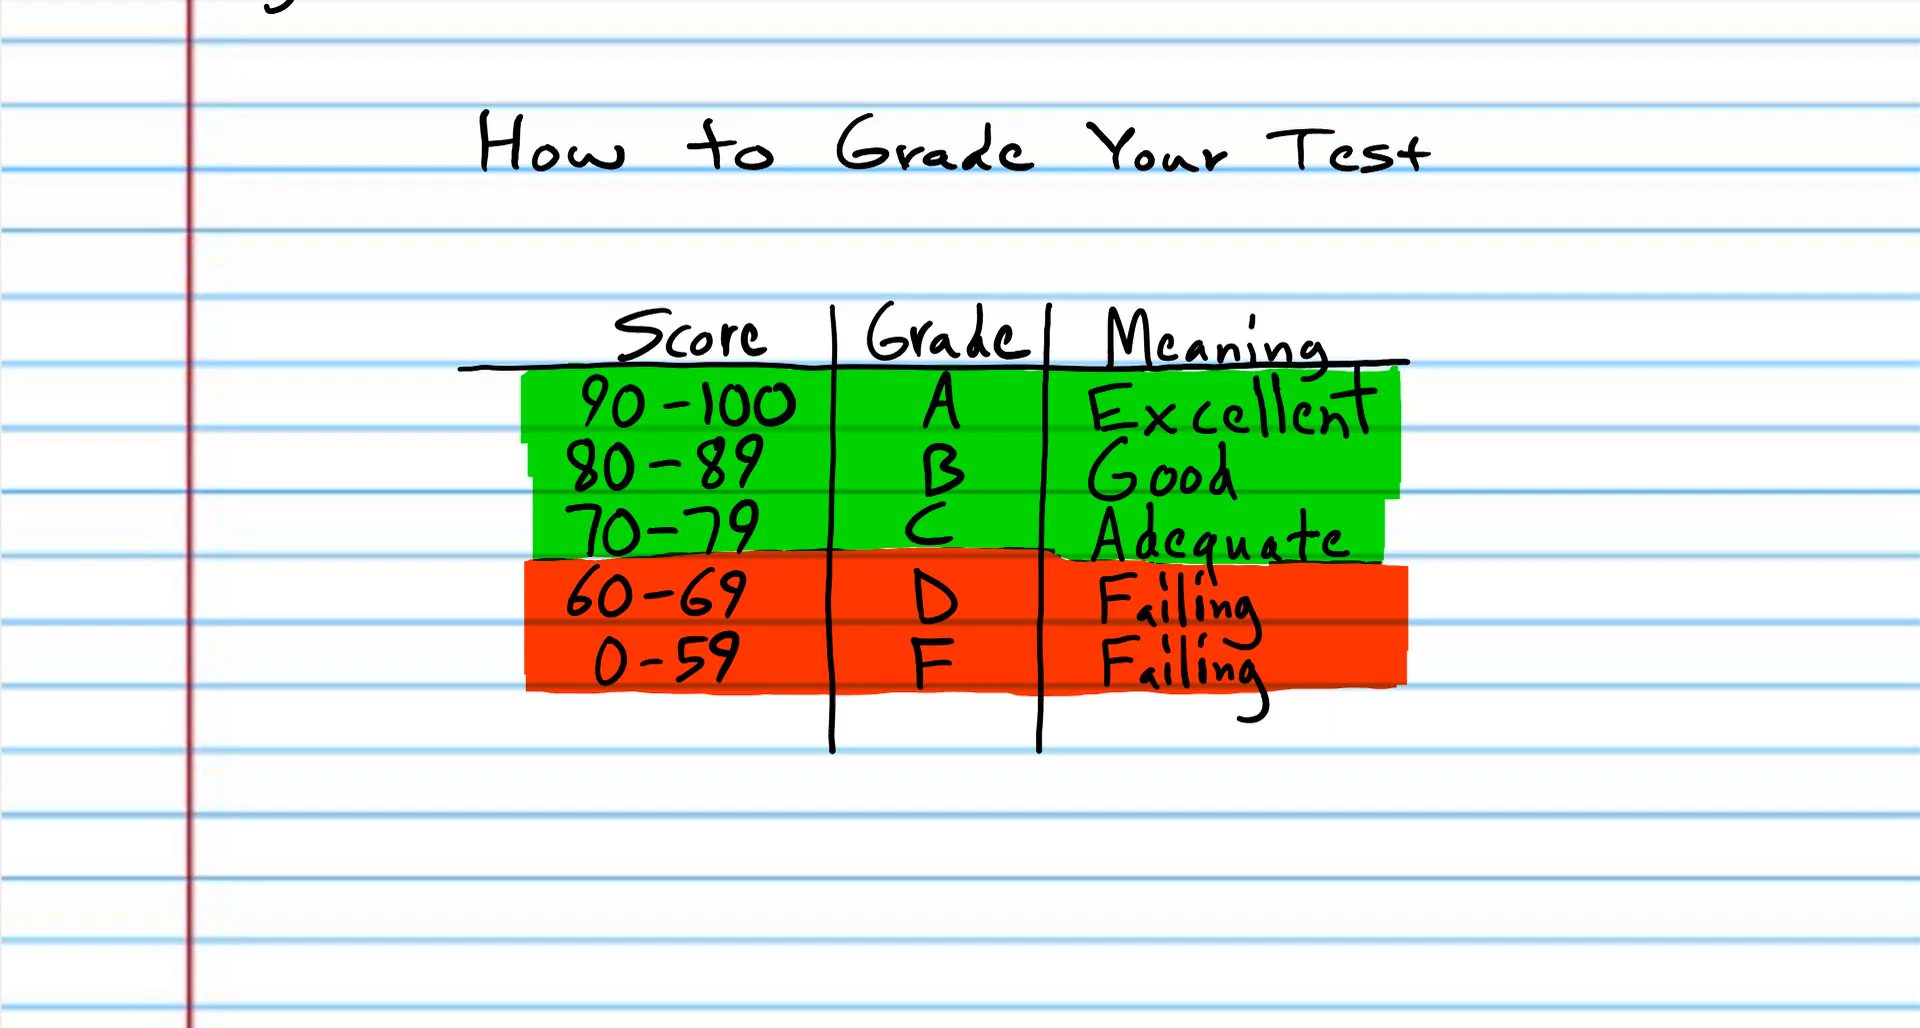 How to Grade Your Test
Score Grade Meaning
90-100 A Excellent
80-89 B Good
70-79 C Adequate
60-69 D Failing
0-59 F Failing